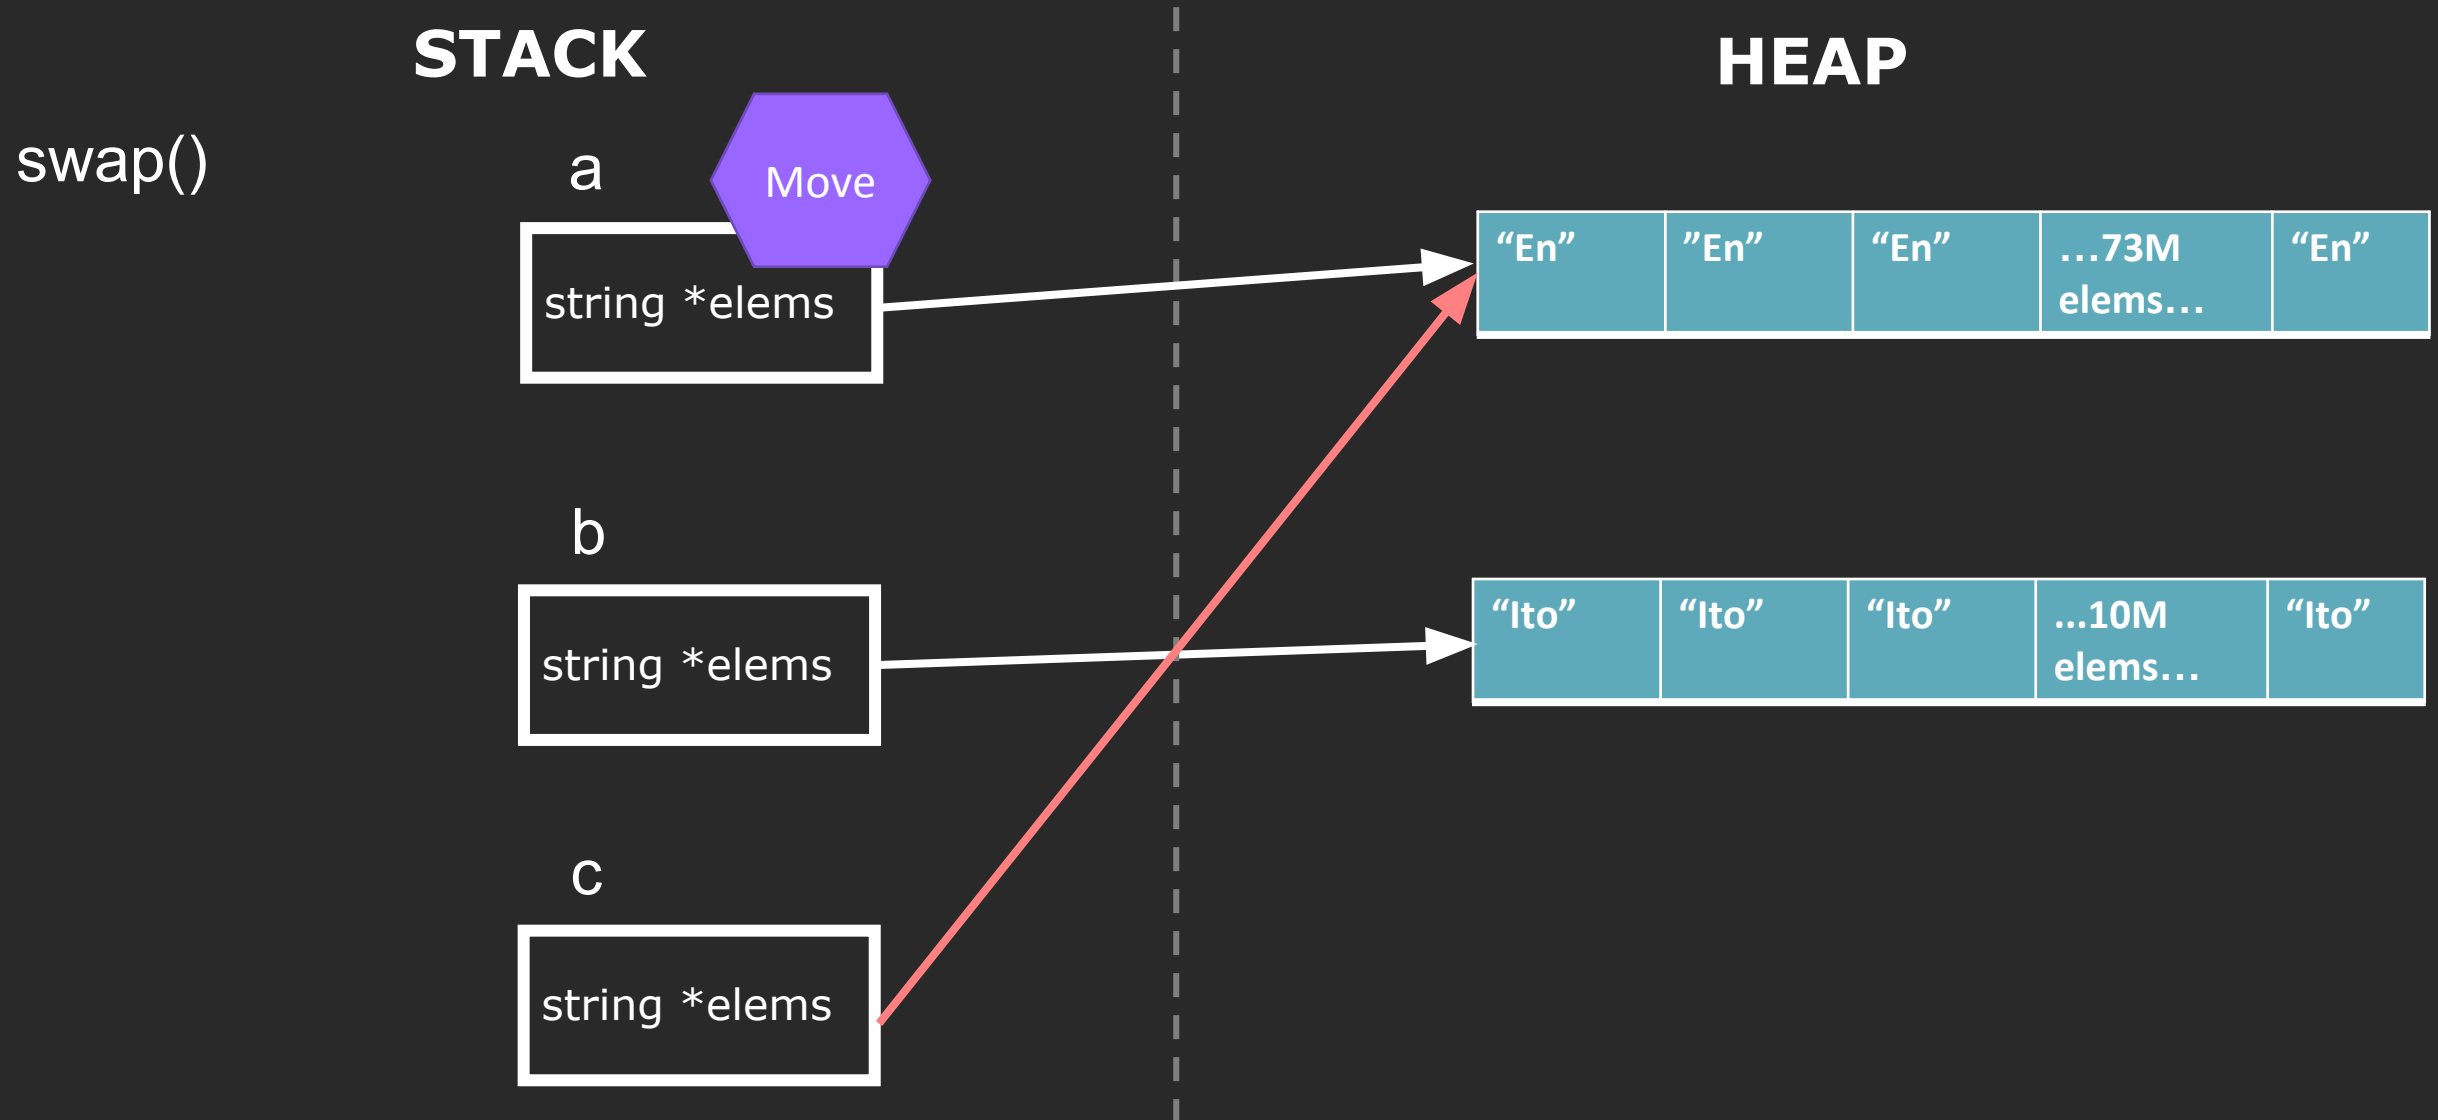 STACK
HEAP
swap()
a
Move
string *elems
“En” ”En” “En” …73M “En”
elems…
b
string *elems
“Ito” “Ito” “Ito” …10M “Ito”
elems…
c
string *elems